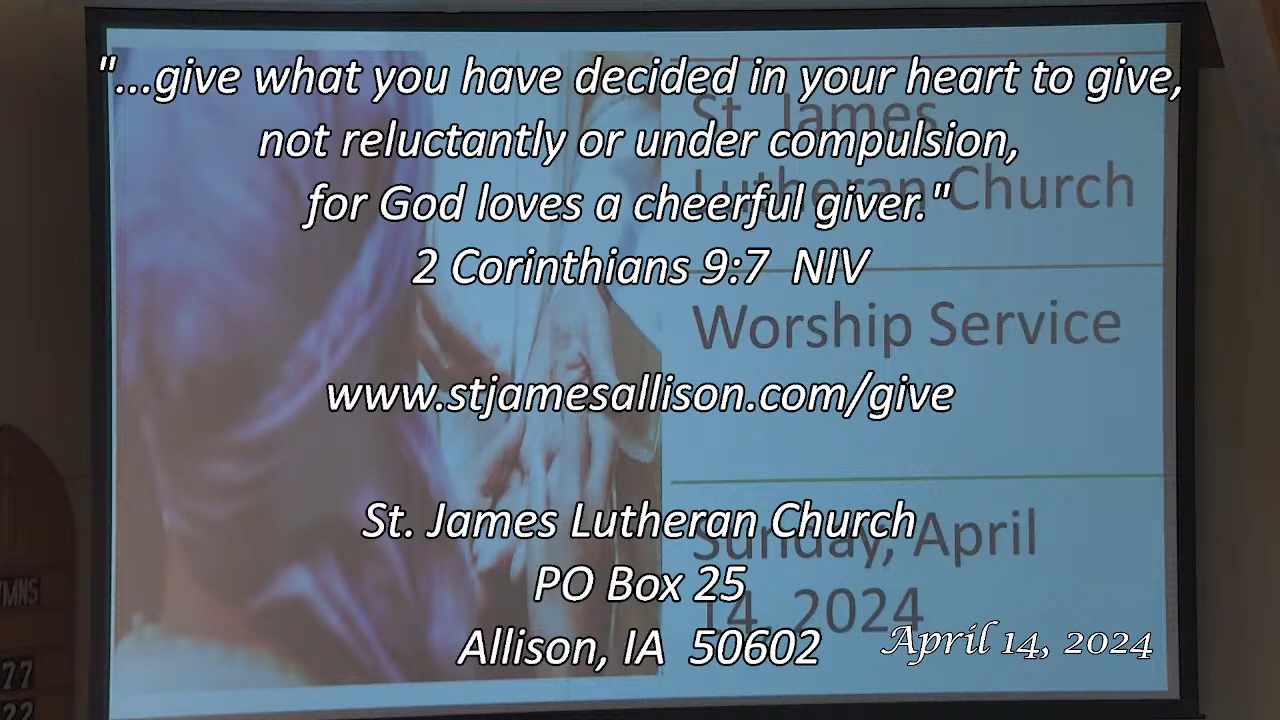 "...give what you have decided in your heart to give,
not reluctantly or under compulsion,
for God loves a cheerful giver."
2 Corinthians 9:7 NIV
www.stjamesallison.com/give
St. James Lutheran Church
PO Box 25
Allison, IA 50602
April 14, 2024
St. James
Lutheran Church
Worship Service
Sunday, April
14, 2024
77
22